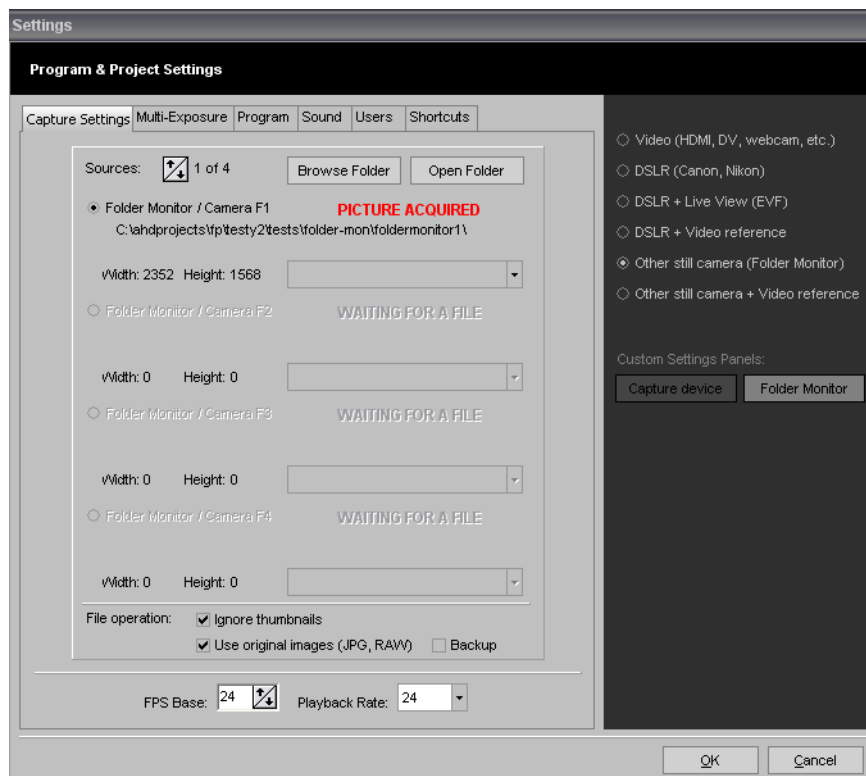 Settings
Program & Project Settings
Capture Settings Multi-Exposure Program Sound Users Shortcuts
Sources: 1 of 4 Browse Folder Open Folder
Folder Monitor / Camera F1 PICTURE ACQUIRED
C:\ahdprojects\fp\testy2\tests\folder-mon\foldermonitor1\
Width: 2352 Height: 1568
Folder Monitor / Camera F2 WAITING FOR A FILE
Width: 0 Height: 0
Folder Monitor / Camera F3 WAITING FOR A FILE
Width: 0 Height: 0
Folder Monitor / Camera F4 WAITING FOR A FILE
Width: 0 Height: 0
File operation: Ignore thumbnails
Use original images (JPG, RAW) Backup
FPS Base: 24 Playback Rate: 24
Video (HDMI, DV, webcam, etc.)
DSLR (Canon, Nikon)
DSLR + Live View (EVF)
DSLR + Video reference
Other still camera (Folder Monitor)
Other still camera + Video reference
Custom Settings Panels:
Capture device Folder Monitor
OK Cancel